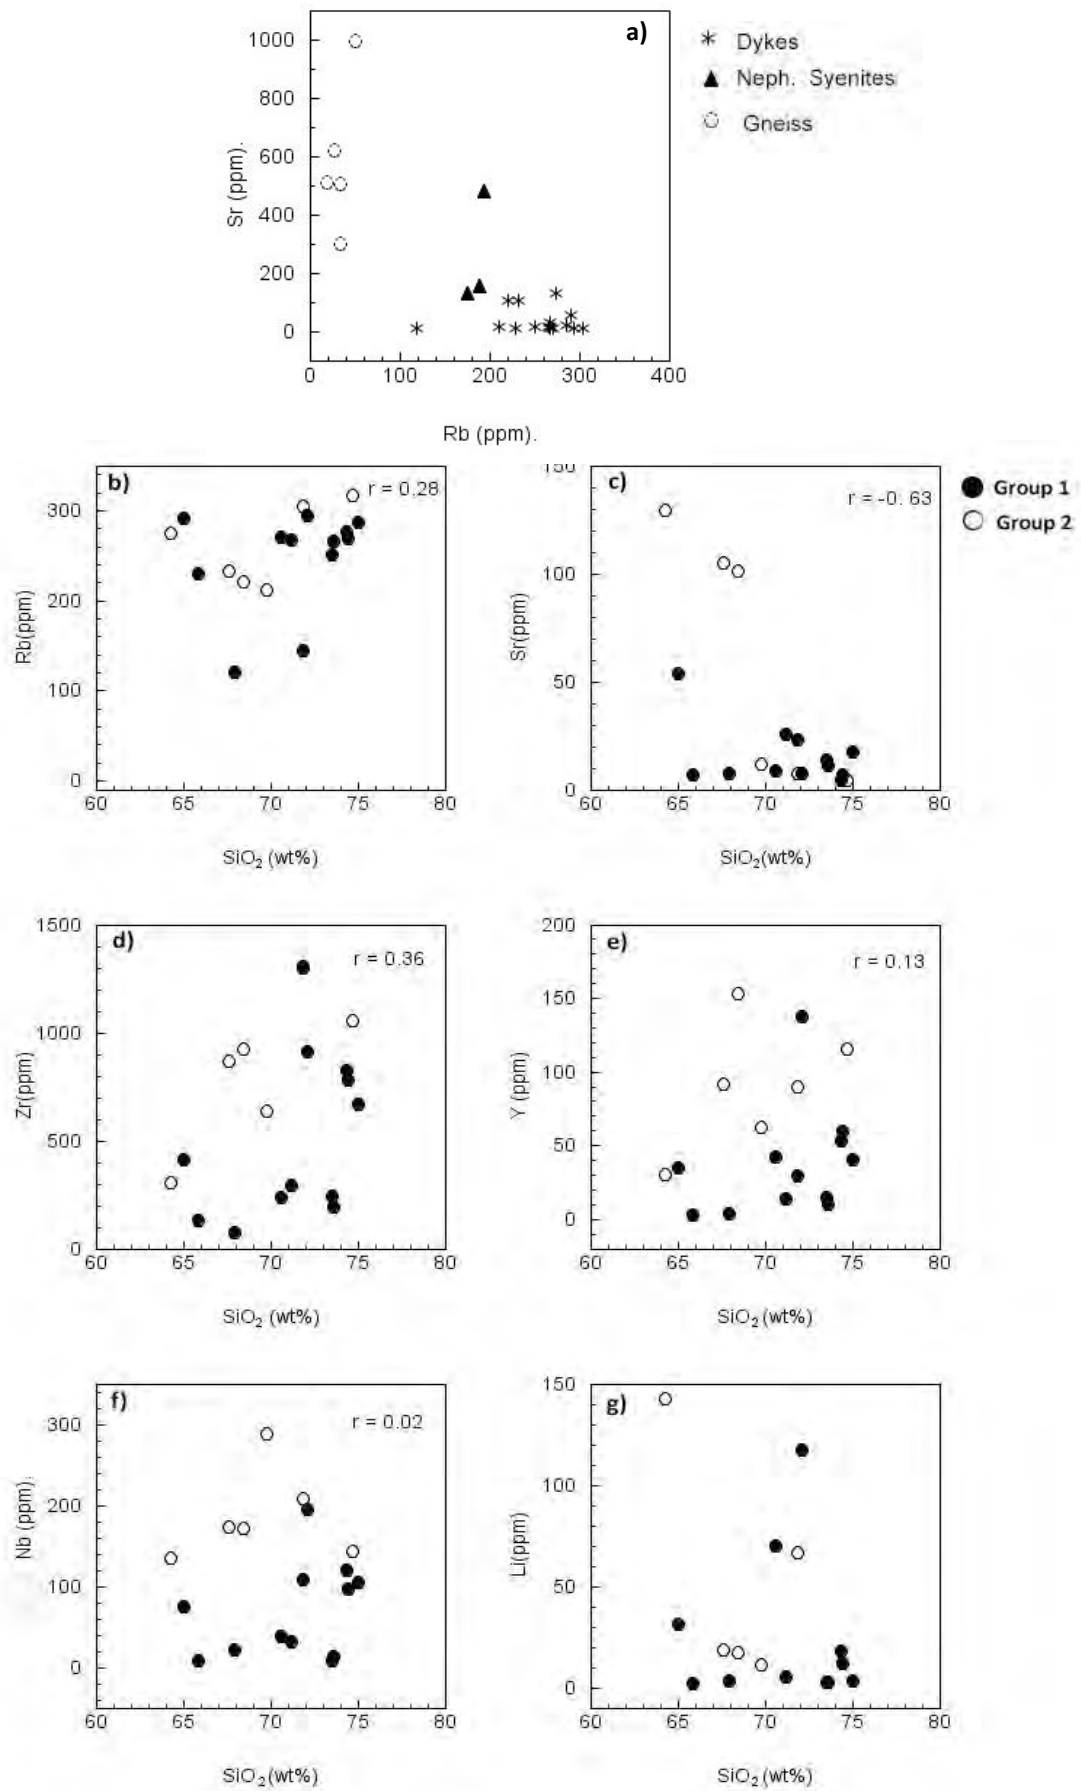 a)
1000
800
600
400
200
0
Sr (ppm).
0 100 200 300 400
Rb (ppm).
Dykes
Neph. Syenites
Gneiss
b)
r = 0.28
300
200
100
0
Rb(ppm)
60 65 70 75 80
SiO2 (wt%)
c)
r = -0. 63
150
100
50
0
Sr(ppm)
60 65 70 75 80
SiO2(wt%)
Group 1
Group 2
d)
r = 0.36
1500
1000
500
0
Zr(ppm)
60 65 70 75 80
SiO2 (wt%)
e)
r = 0.13
200
150
100
50
0
Y (ppm)
60 65 70 75 80
SiO2 (wt%)
f)
r = 0.02
300
200
100
0
Nb (ppm).
60 65 70 75 80
SiO2(wt%)
g)
150
100
50
0
Li(ppm)
60 65 70 75 80
SiO2(wt%)